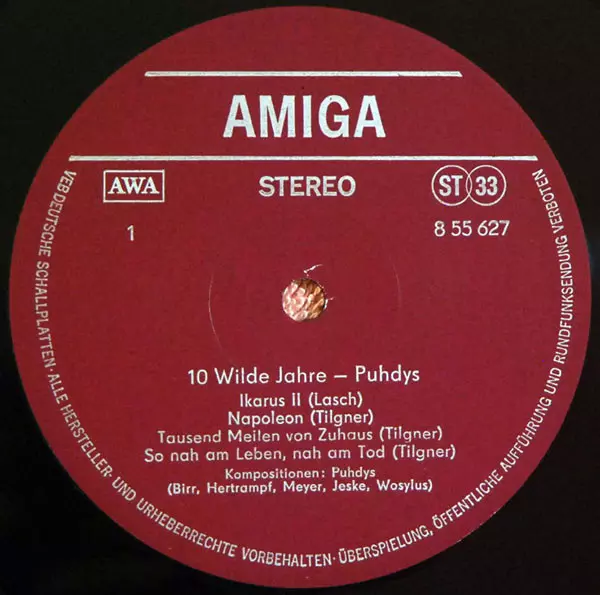 AMIGA
AWA
STEREO
ST 33
1
8 55 627
10 Wilde Jahre – Puhdys
Ikarus II (Lasch)
Napoleon (Tilgner)
Tausend Meilen von Zuhaus (Tilgner)
So nah am Leben, nah am Tod (Tilgner)
Kompositionen: Puhdys
(Birr, Hertrampf, Meyer, Jeske, Wosylus)
VEB DEUTSCHE SCHALLPLATTEN · ALLE HERSTELLER- UND URHEBERRECHTE VORBEHALTEN · ÜBERSPIELUNG, ÖFFENTLICHE AUFFÜHRUNG UND RUNDFUNKSENDUNG VERBOTEN